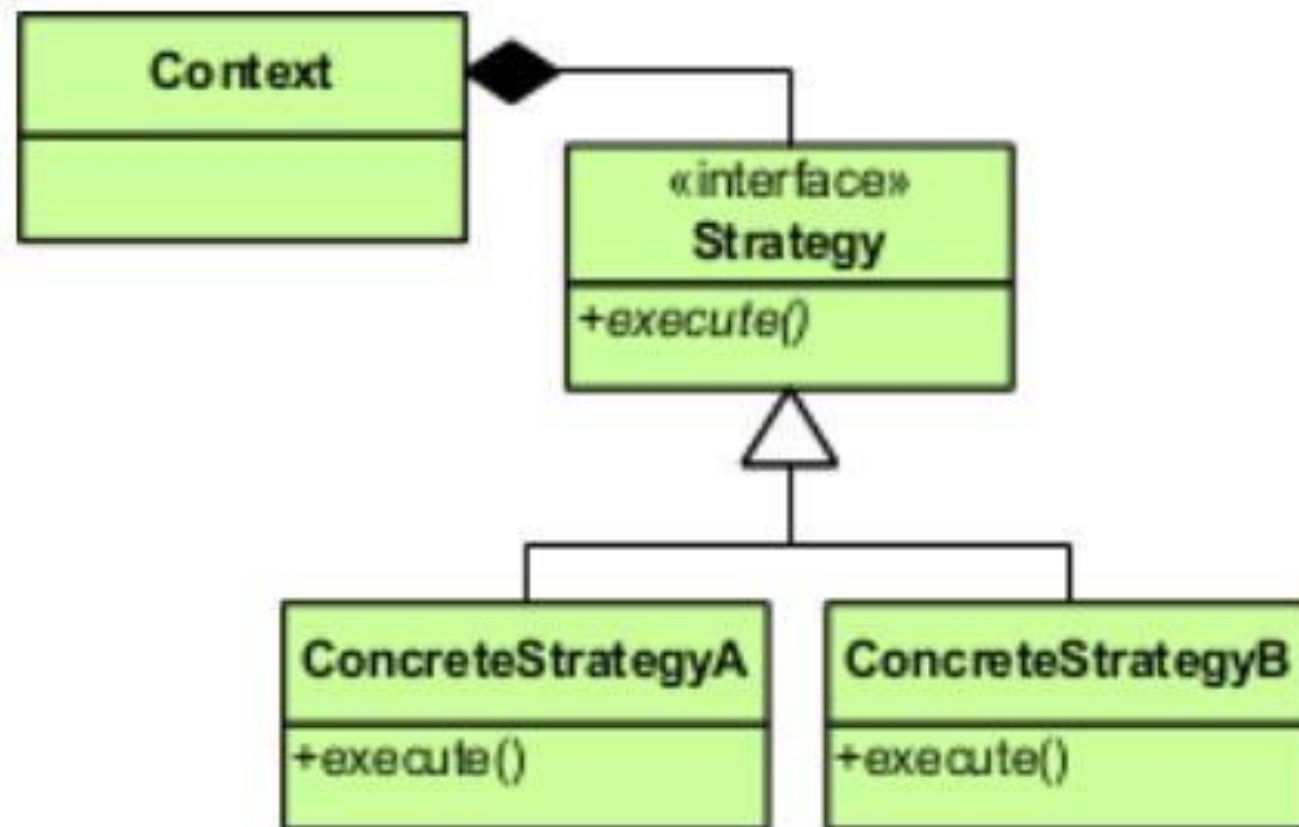 Context
«interface»
Strategy
+execute()
ConcreteStrategyA
+execute()
ConcreteStrategyB
+execute()